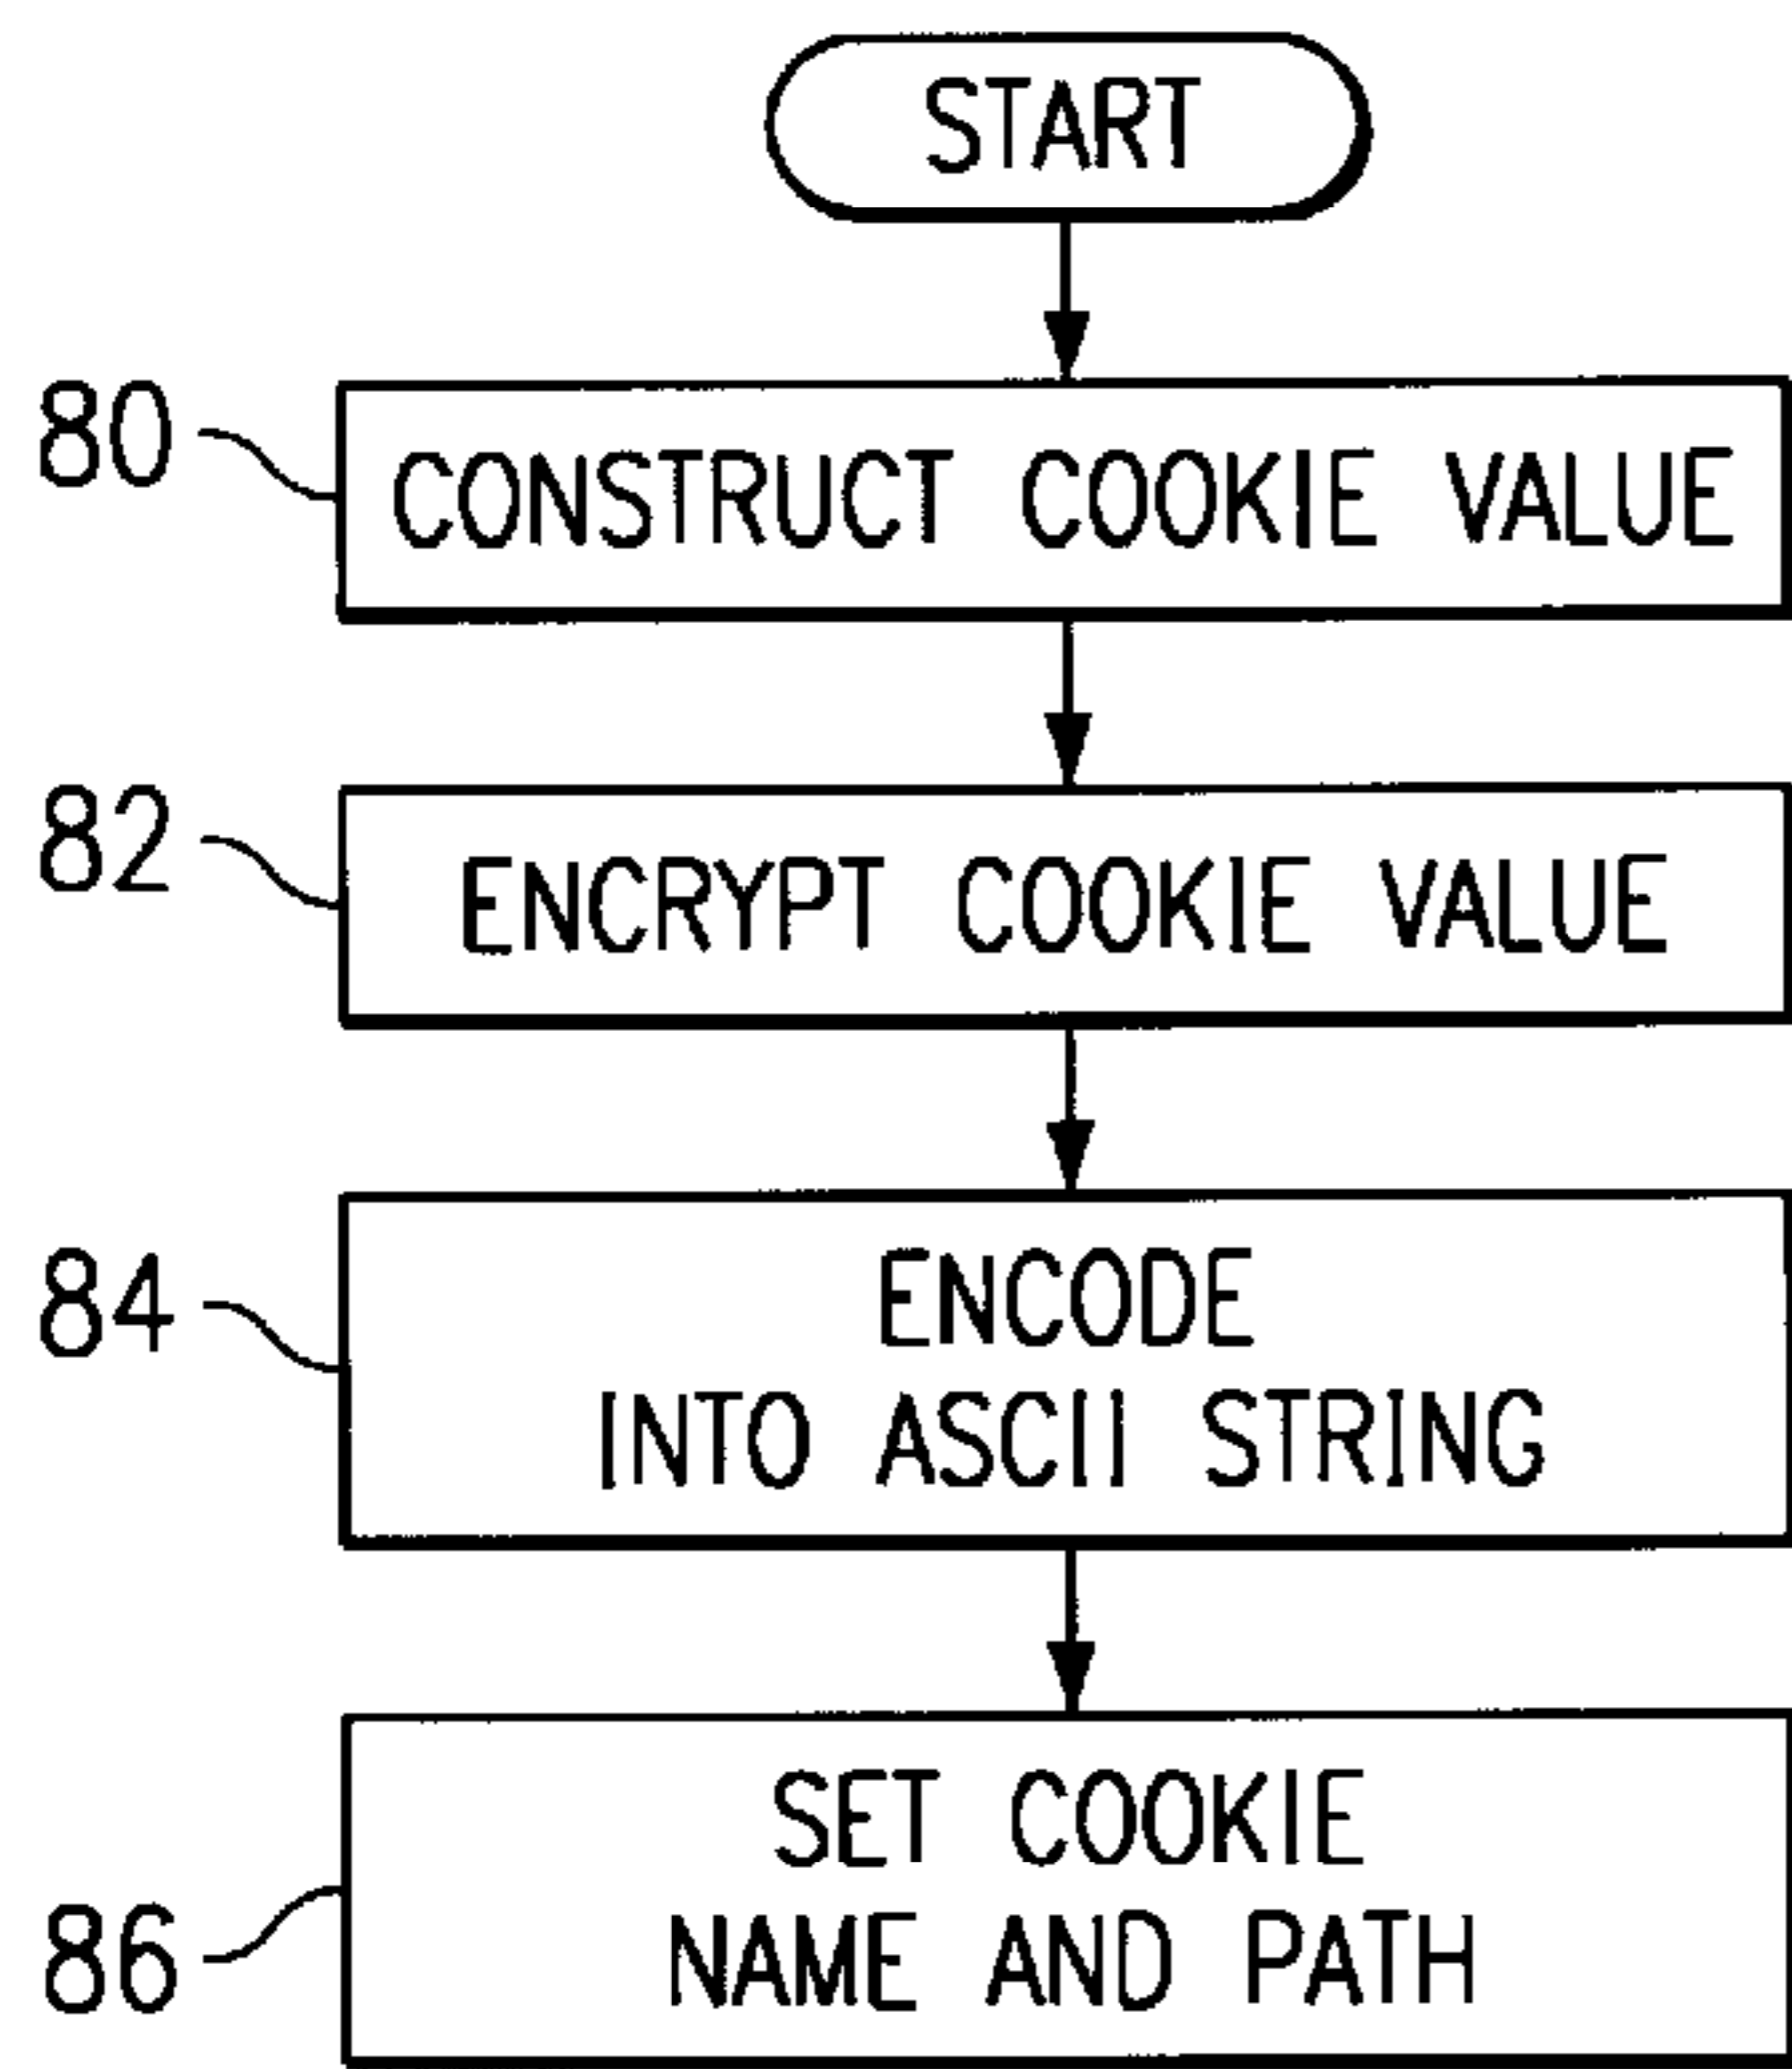 START
80
CONSTRUCT COOKIE VALUE
82
ENCRYPT COOKIE VALUE
84
ENCODE
INTO ASCII STRING
86
SET COOKIE
NAME AND PATH